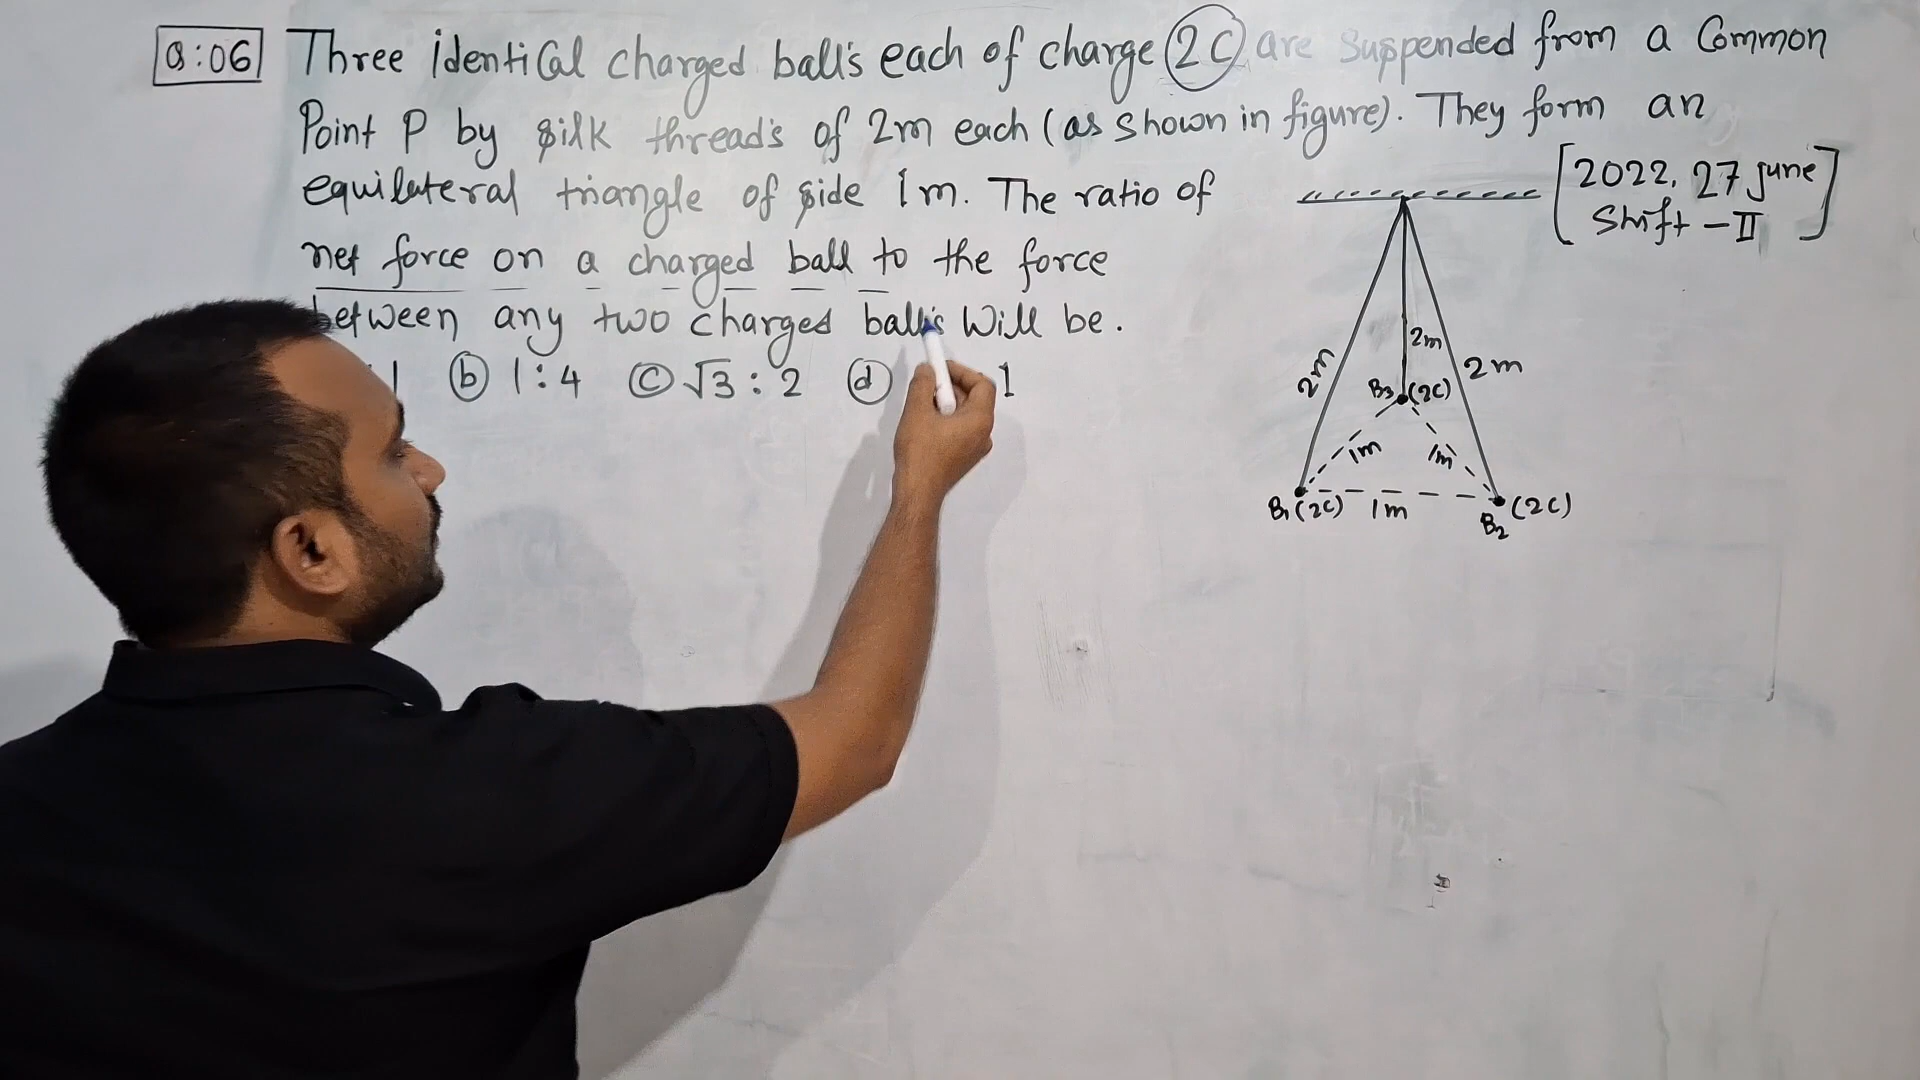 Q:06 Three identical charged ball's each of charge 2C are suspended from a Common
Point P by silk thread's of 2m each (as shown in figure). They form an
equilateral triangle of side 1m. The ratio of
net force on a charged ball to the force
between any two charged ball's Will be.
1 (b) 1:4 (c) √3:2 (d) 1
[2022, 27 june
Shift-II]
2m
2m
2m
B3 (2C)
1m
1m
B1 (2C) 1m
B2 (2C)